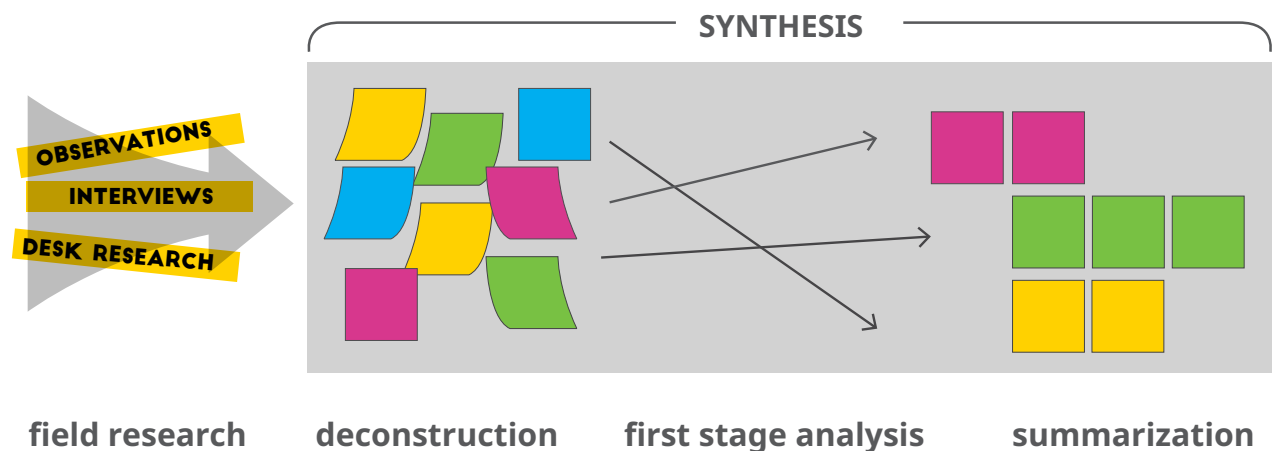 SYNTHESIS
OBSERVATIONS
INTERVIEWS
DESK RESEARCH
field research
deconstruction
first stage analysis
summarization